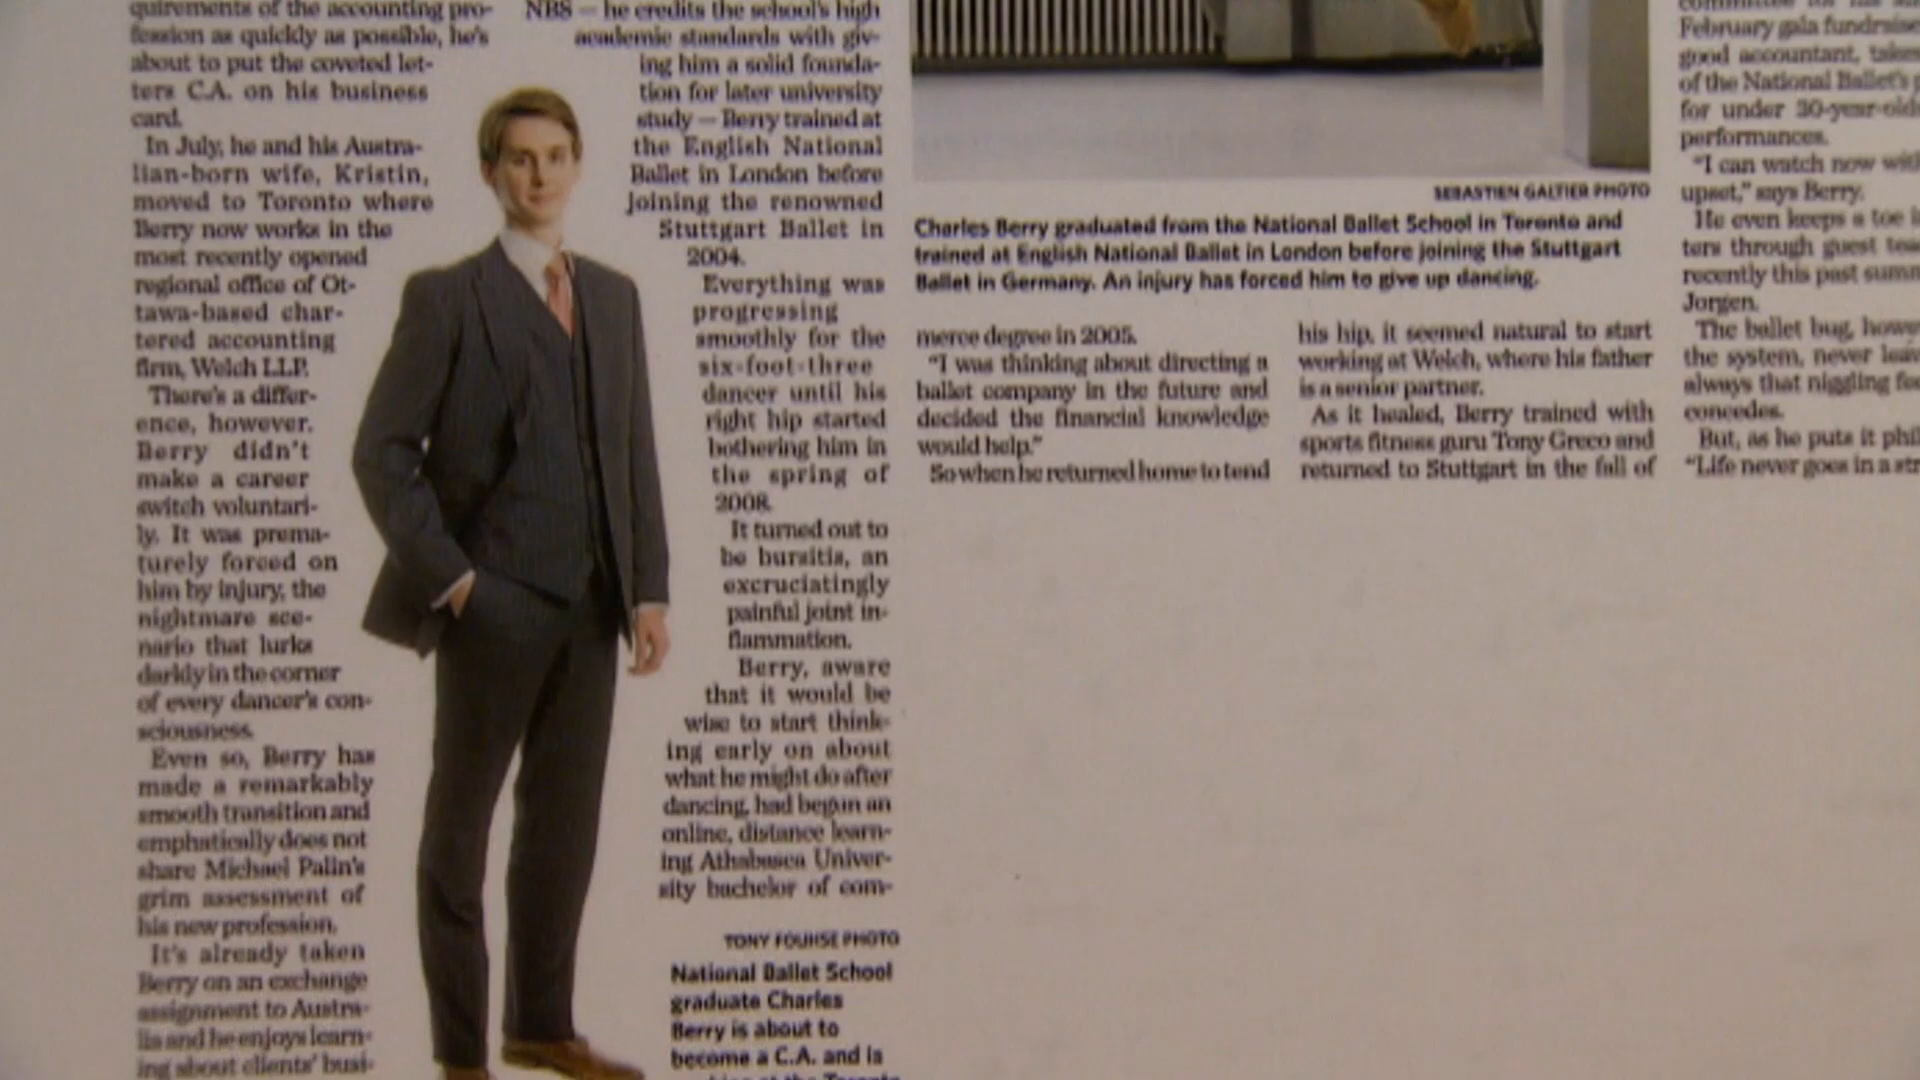 quirements of the accounting pro-
fession as quickly as possible, he's
about to put the coveted let-
ters C.A. on his business
card.
In July, he and his Austra-
lian-born wife, Kristin,
moved to Toronto where
Berry now works in the
most recently opened
regional office of Ot-
tawa-based char-
tered accounting
firm, Welch LLP.
There's a differ-
ence, however.
Berry didn't
make a career
switch voluntari-
ly. It was prema-
turely forced on
him by injury, the
nightmare sce-
nario that lurks
darkly in the corner
of every dancer's con-
sciousness.
Even so, Berry has
made a remarkably
smooth transition and
emphatically does not
share Michael Palin's
grim assessment of
his new profession.
It's already taken
Berry on an exchange
assignment to Austra-
lia and he enjoys learn-
ing about clients' busi-
NBS — he credits the school's high
academic standards with giv-
ing him a solid founda-
tion for later university
study — Berry trained at
the English National
Ballet in London before
joining the renowned
Stuttgart Ballet in
2004.
Everything was
progressing
smoothly for the
six-foot-three
dancer until his
right hip started
bothering him in
the spring of
2008.
It turned out to
be bursitis, an
excruciatingly
painful joint in-
flammation.
Berry, aware
that it would be
wise to start think-
ing early on about
what he might do after
dancing, had begun an
online, distance learn-
ing Athabasca Univer-
sity bachelor of com-
TONY FOUHSE PHOTO
National Ballet School
graduate Charles
Berry is about to
become a C.A. and is
SEBASTIEN GALTIER PHOTO
Charles Berry graduated from the National Ballet School in Toronto and
trained at English National Ballet in London before joining the Stuttgart
Ballet in Germany. An injury has forced him to give up dancing.
merce degree in 2005.
"I was thinking about directing a
ballet company in the future and
decided the financial knowledge
would help."
So when he returned home to tend
his hip, it seemed natural to start
working at Welch, where his father
is a senior partner.
As it healed, Berry trained with
sports fitness guru Tony Greco and
returned to Stuttgart in the fall of
February gala fundraise
good accountant, takes
of the National Ballet's p
for under 30-year-old
performances.
"I can watch now wit
upset," says Berry.
He even keeps a toe i
ters through guest tea
recently this past summ
Jorgen.
The ballet bug, howe
the system, never leav
always that niggling fee
concedes.
But, as he puts it phil
"Life never goes in a str